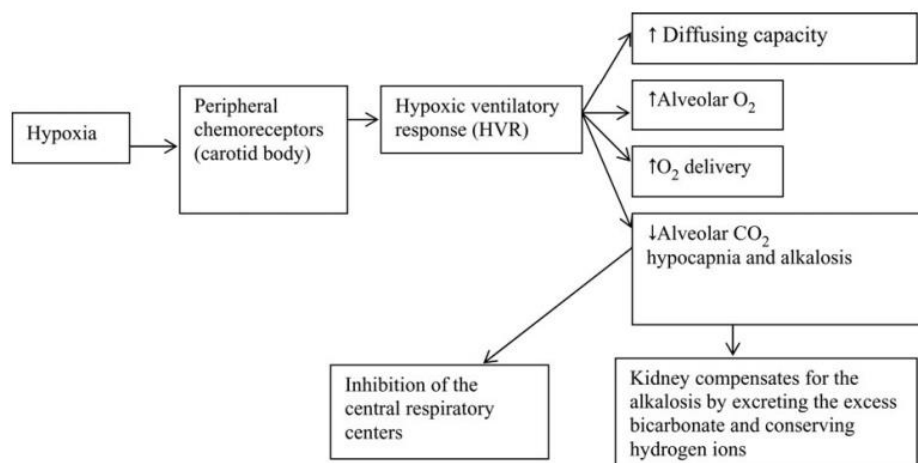 ↑ Diffusing capacity
Hypoxia
Peripheral
chemoreceptors
(carotid body)
Hypoxic ventilatory
response (HVR)
↑Alveolar O₂
↑O₂ delivery
↓Alveolar CO₂
hypocapnia and alkalosis
Inhibition of the
central respiratory
centers
Kidney compensates for the
alkalosis by excreting the excess
bicarbonate and conserving
hydrogen ions